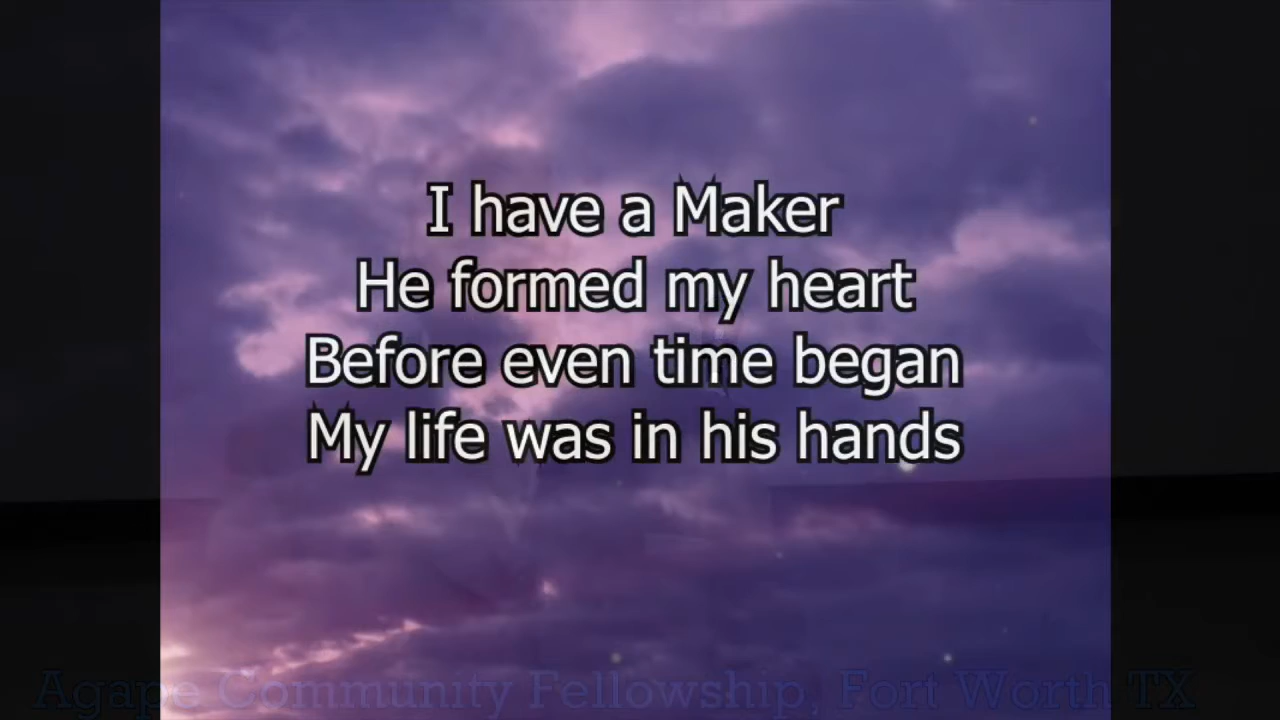 I have a Maker
He formed my heart
Before even time began
My life was in his hands
Agape Community Fellowship, Fort Worth TX